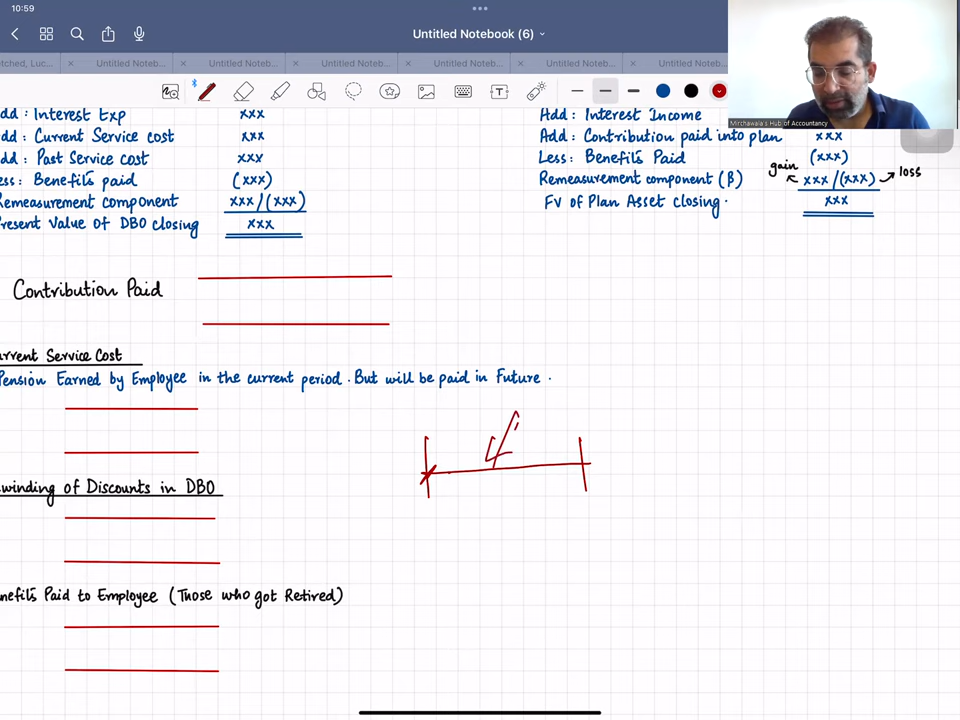 10:59
Untitled Notebook (6)
etched, Luc...
Untitled Noteb...
Untitled Noteb...
Untitled Noteb...
Untitled Noteb...
Untitled Noteb...
Untitled Noteb
Mirchawala's Hub of Accountancy
dd: Interest Exp xxx
dd: Current Service cost xxx
dd: Past Service cost xxx
ess: Benefits paid (xxx)
Remeasurement component xxx/(xxx)
resent Value of DBO closing xxx
Add: Interest Income
Add: Contribution paid into plan xxx
Less: Benefits Paid (xxx)
Remeasurement component (β) gain xxx/(xxx) loss
FV of Plan Asset closing. xxx
Contribution Paid
urrent Service Cost
Pension Earned by Employee in the current period. But will be paid in Future.
nwinding of Discounts in DBO
enefits Paid to Employee (Those who got Retired)